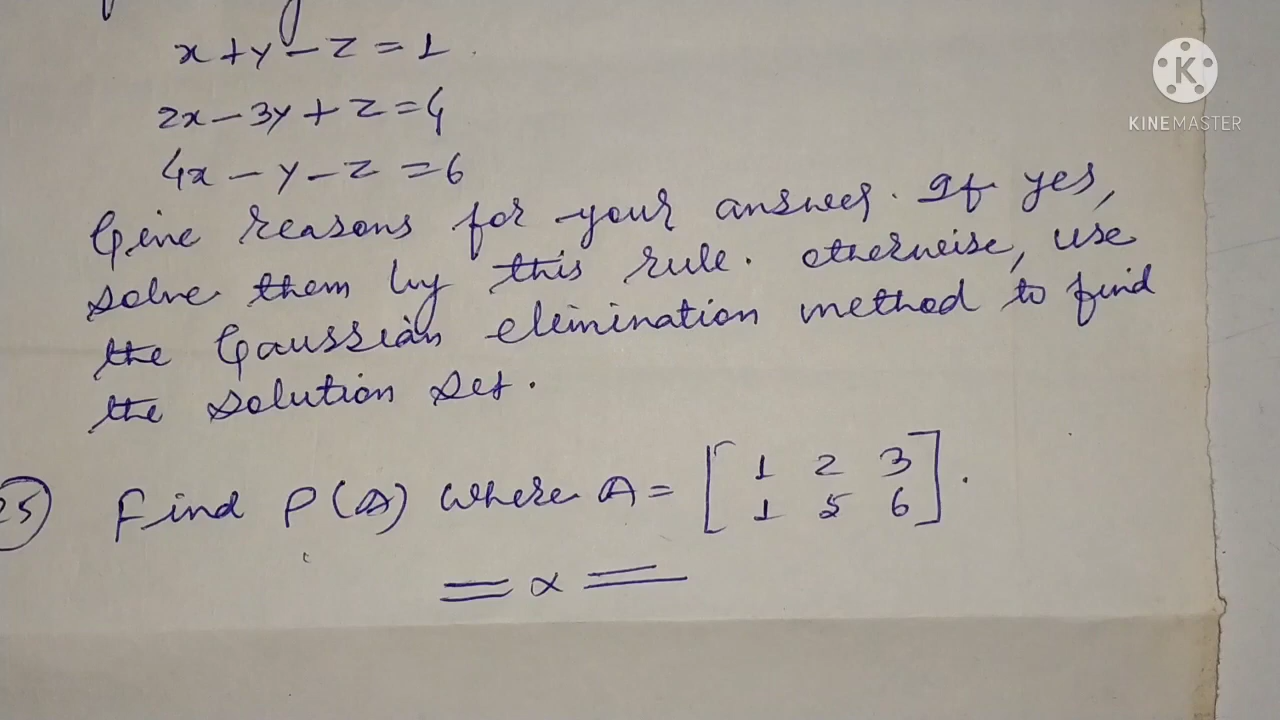 x + y - z = 1.
2x - 3y + z = 4
4x - y - z = 6
Give reasons for your answer. If yes,
solve them by this rule. otherweise, use
the Gaussian elimination method to find
the solution set.
25) Find ρ(A) where A = [ 1 2 3
1 5 6 ].
= α =
K
KINEMASTER